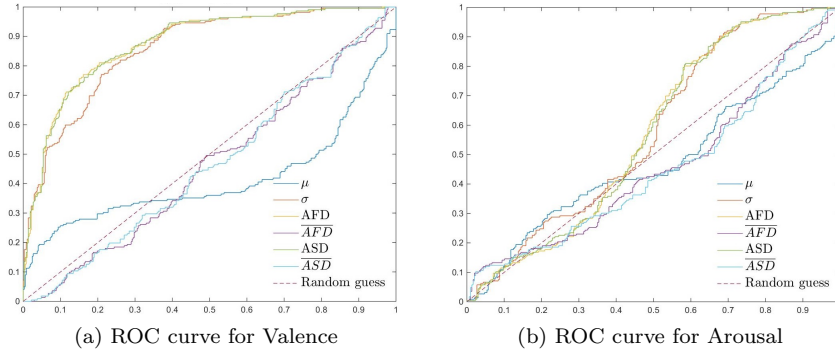 1
0.9
0.8
0.7
0.6
0.5
0.4
0.3
0.2
0.1
0
0 0.1 0.2 0.3 0.4 0.5 0.6 0.7 0.8 0.9 1
μ
σ
AFD
A̅F̅D̅
ASD
A̅S̅D̅
Random guess
(a) ROC curve for Valence
1
0.9
0.8
0.7
0.6
0.5
0.4
0.3
0.2
0.1
0
0 0.1 0.2 0.3 0.4 0.5 0.6 0.7 0.8 0.9
μ
σ
AFD
A̅F̅D̅
ASD
A̅S̅D̅
Random guess
(b) ROC curve for Arousal